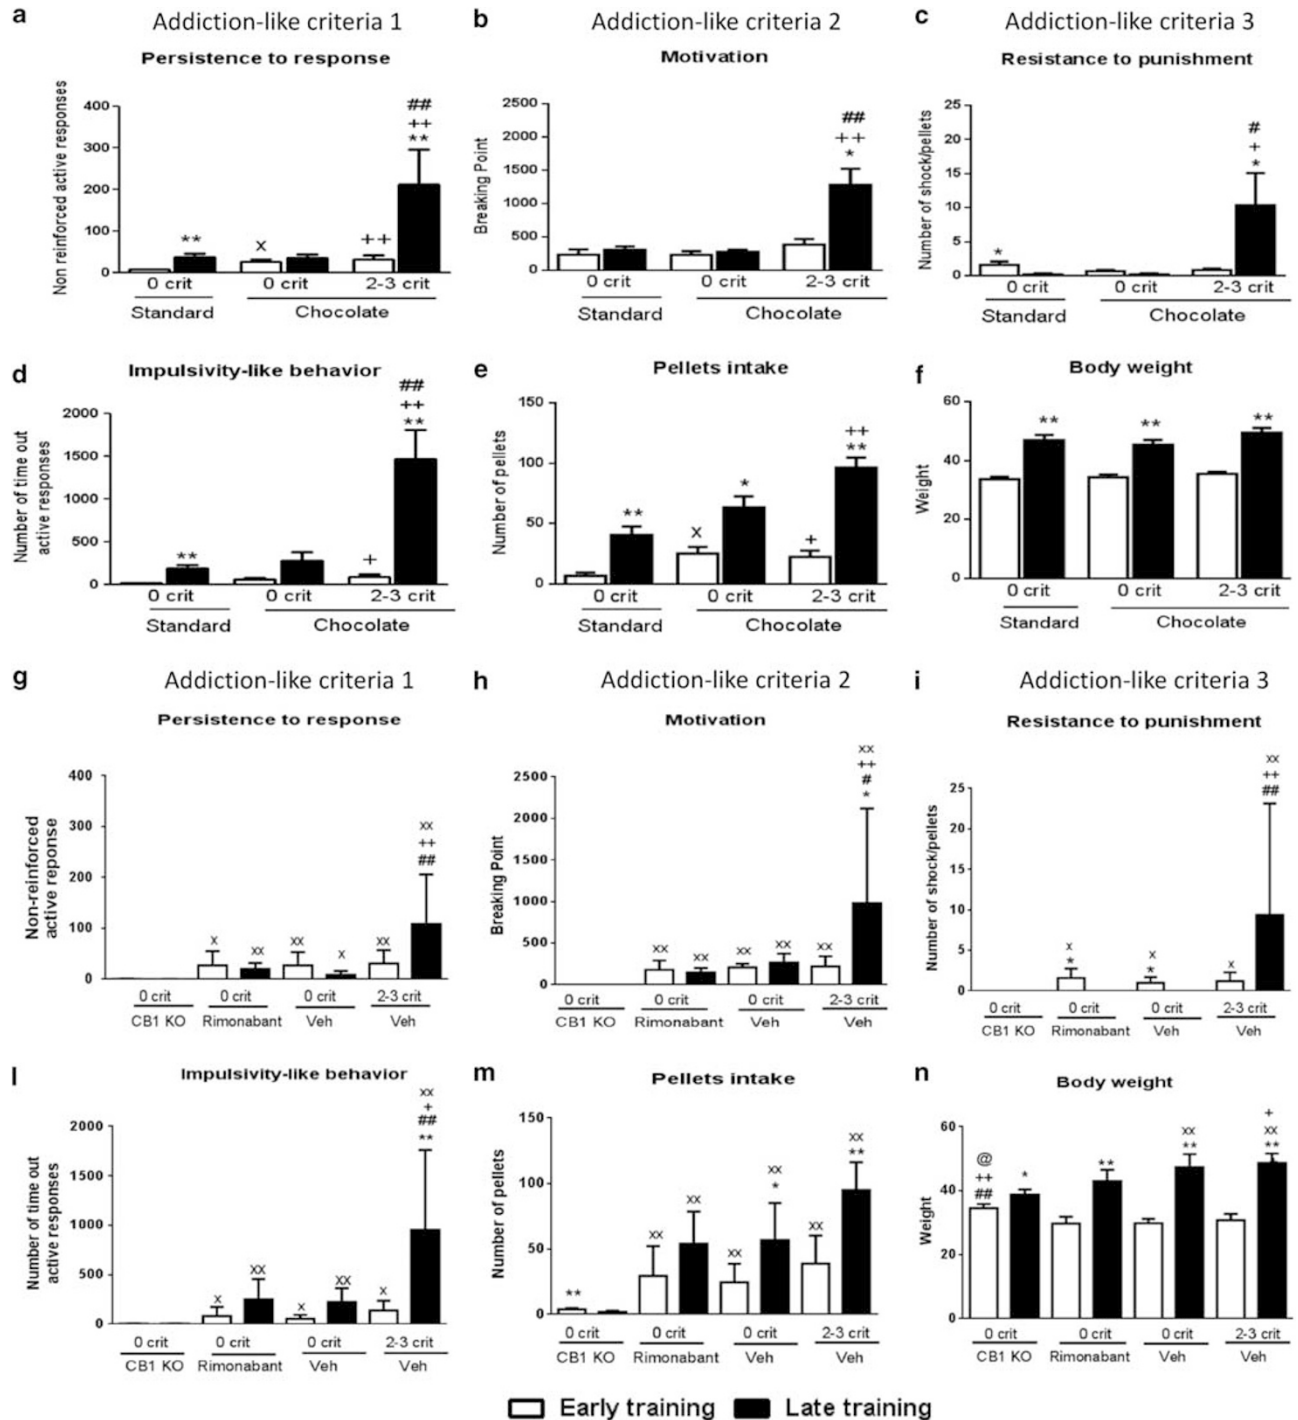 a Addiction-like criteria 1
Persistence to response
Non reinforced active responses
400
300
200
100
0
**
x
++
##
++
**
0 crit 0 crit 2-3 crit
Standard Chocolate
b Addiction-like criteria 2
Motivation
Breaking Point
2500
2000
1500
1000
500
0
##
++
*
0 crit 0 crit 2-3 crit
Standard Chocolate
c Addiction-like criteria 3
Resistance to punishment
Number of shock/pellets
25
20
15
10
5
0
*
#
+
*
0 crit 0 crit 2-3 crit
Standard Chocolate
d Impulsivity-like behavior
Number of time out
active responses
2000
1500
1000
500
0
**
+
##
++
**
0 crit 0 crit 2-3 crit
Standard Chocolate
e Pellets intake
Number of pellets
150
100
50
0
**
x
*
+
++
**
0 crit 0 crit 2-3 crit
Standard Chocolate
f Body weight
Weight
60
40
20
0
**
**
**
0 crit 0 crit 2-3 crit
Standard Chocolate
g Addiction-like criteria 1
Persistence to response
Non-reinforced
active reponse
400
300
200
100
0
x
xx
xx
x
xx
xx
++
##
0 crit 0 crit 0 crit 2-3 crit
CB1 KO Rimonabant Veh Veh
h Addiction-like criteria 2
Motivation
Breaking Point
2500
2000
1500
1000
500
0
xx
xx
xx
xx
xx
xx
++
#
*
0 crit 0 crit 0 crit 2-3 crit
CB1 KO Rimonabant Veh Veh
i Addiction-like criteria 3
Resistance to punishment
Number of shock/pellets
25
20
15
10
5
0
x
*
x
*
x
xx
++
##
0 crit 0 crit 0 crit 2-3 crit
CB1 KO Rimonabant Veh Veh
l Impulsivity-like behavior
Number of time out
active responses
2000
1500
1000
500
0
x
xx
x
xx
x
xx
+
##
**
0 crit 0 crit 0 crit 2-3 crit
CB1 KO Rimonabant Veh Veh
m Pellets intake
Number of pellets
150
100
50
0
**
xx
xx
xx
xx
*
xx
xx
**
0 crit 0 crit 0 crit 2-3 crit
CB1 KO Rimonabant Veh Veh
n Body weight
Weight
60
40
20
0
@
++
##
*
**
xx
**
+
xx
**
0 crit 0 crit 0 crit 2-3 crit
CB1 KO Rimonabant Veh Veh
Early training Late training